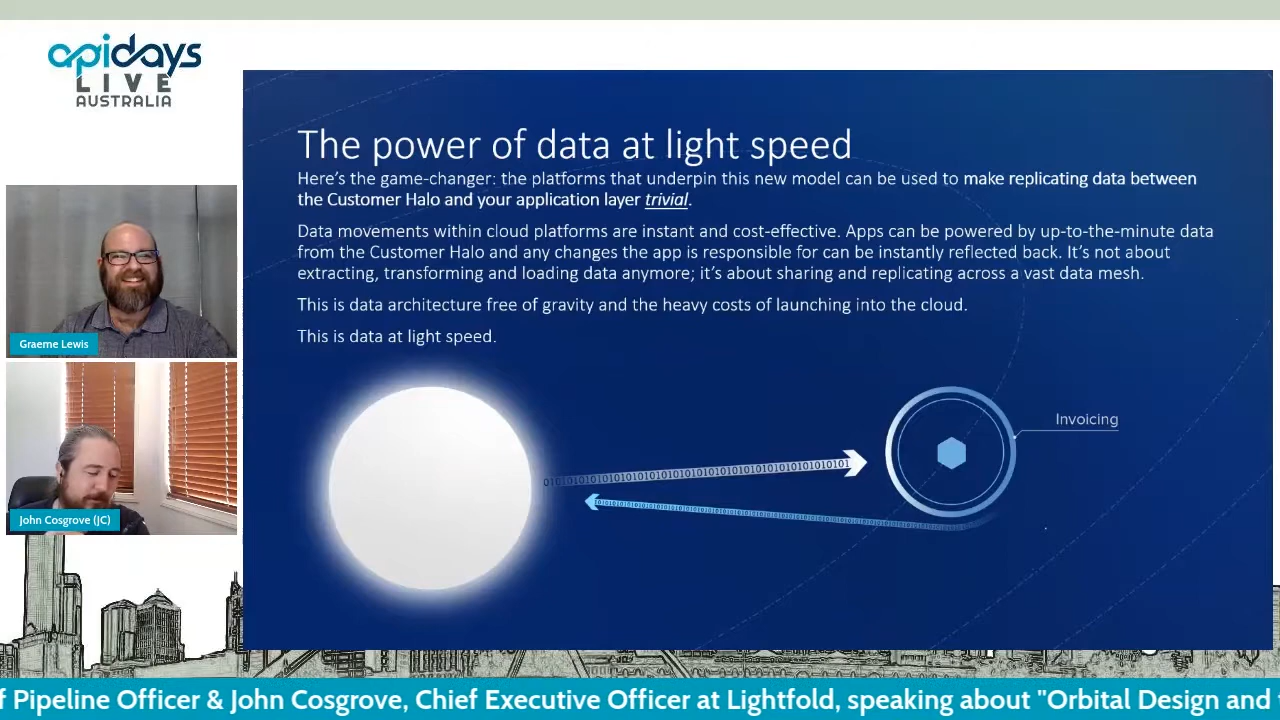 apidays
LIVE
AUSTRALIA
The power of data at light speed
Here's the game-changer: the platforms that underpin this new model can be used to make replicating data between
the Customer Halo and your application layer trivial.
Data movements within cloud platforms are instant and cost-effective. Apps can be powered by up-to-the-minute data
from the Customer Halo and any changes the app is responsible for can be instantly reflected back. It's not about
extracting, transforming and loading data anymore; it's about sharing and replicating across a vast data mesh.
This is data architecture free of gravity and the heavy costs of launching into the cloud.
This is data at light speed.
Graeme Lewis
John Cosgrove (JC)
Invoicing
f Pipeline Officer & John Cosgrove, Chief Executive Officer at Lightfold, speaking about "Orbital Design and